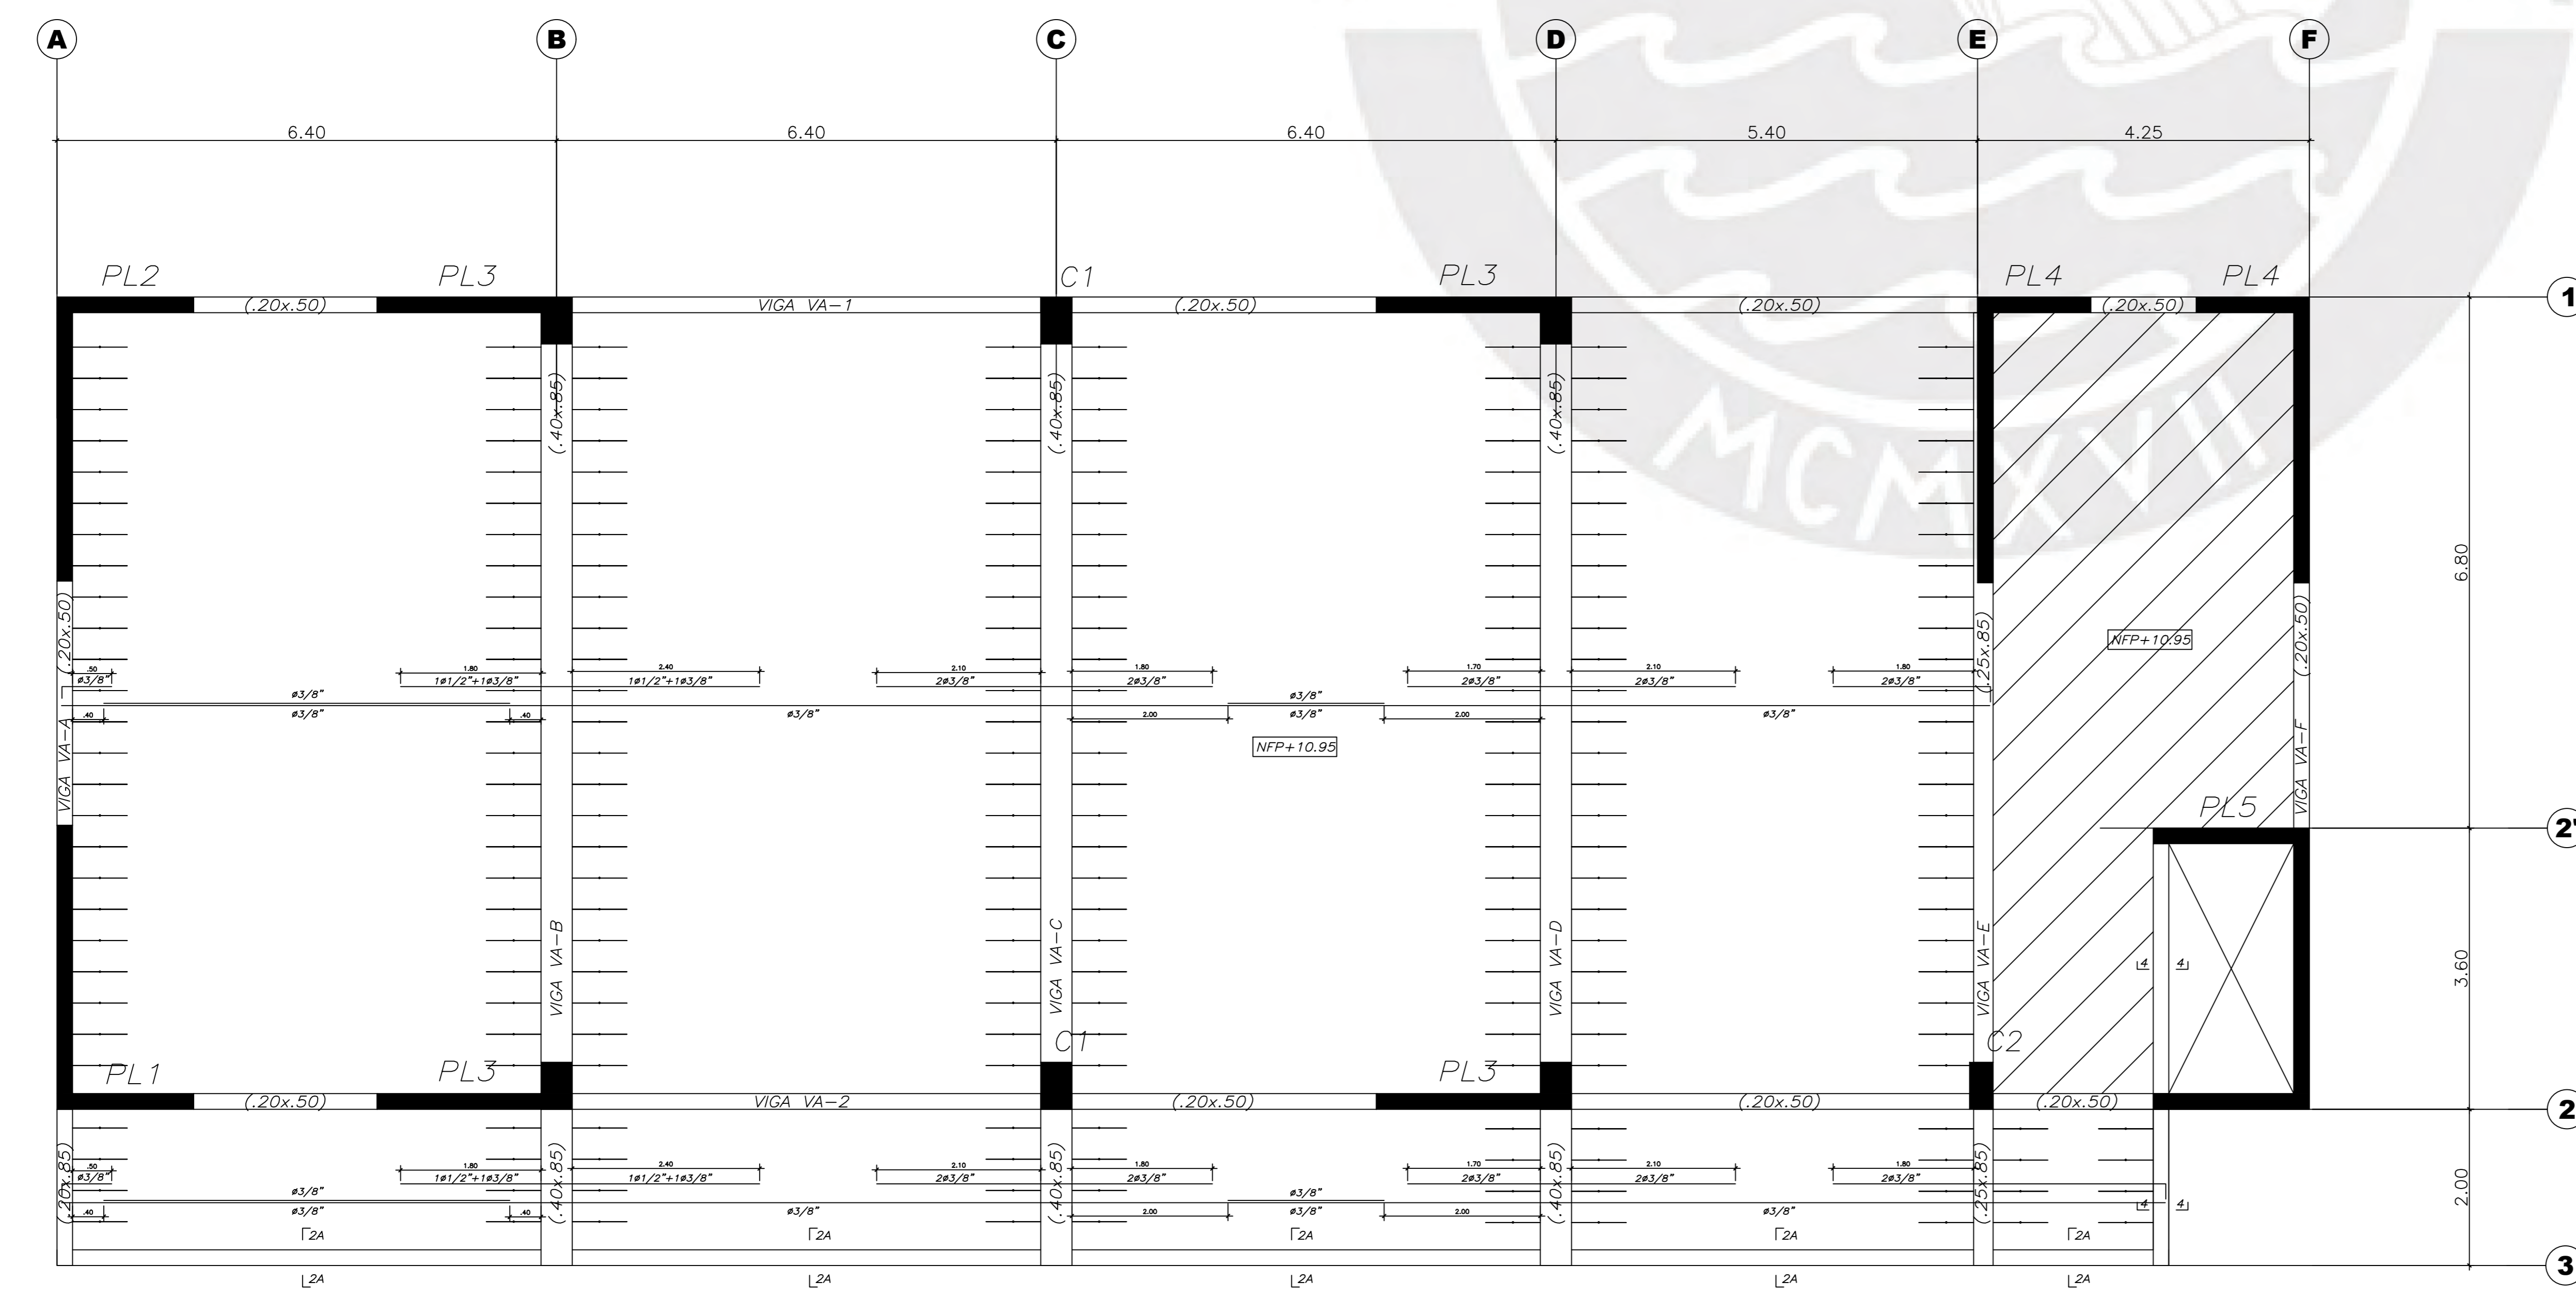 A B C D E F
6.40 6.40 6.40 5.40 4.25
PL2 PL3 C1 PL3 PL4 PL4
(.20x.50) VIGA VA-1 (.20x.50) (.20x.50) (.20x.50) 1
(.40x.85) (.40x.85) (.40x.85)
MCMXVII
6.80
(.20x.50) (.25x.85) (.20x.50)
NFP+10.95
.50 1.80 2.40 2.10 1.80 1.70 2.10 1.80
ø3/8" 1ø1/2"+1ø3/8" 1ø1/2"+1ø3/8" 2ø3/8" 2ø3/8" 2ø3/8" 2ø3/8" 2ø3/8"
ø3/8" ø3/8"
.40 ø3/8" .40 ø3/8" 2.00 ø3/8" 2.00 ø3/8"
NFP+10.95
VIGA VA-A VIGA VA-F
PL5
2'
VIGA VA-B VIGA VA-C VIGA VA-D VIGA VA-E
4 4
3.60
C1 C2
PL1 PL3 PL3
(.20x.50) VIGA VA-2 (.20x.50) (.20x.50) (.20x.50) 2
(.20x.85) (.40x.85) (.40x.85) (.40x.85) (.25x.85)
.50 1.80 2.40 2.10 1.80 1.70 2.10 1.80
ø3/8" 1ø1/2"+1ø3/8" 1ø1/2"+1ø3/8" 2ø3/8" 2ø3/8" 2ø3/8" 2ø3/8" 2ø3/8"
ø3/8" ø3/8"
2.00
.40 ø3/8" .40 ø3/8" 2.00 ø3/8" 2.00 ø3/8"
4 4
2A 2A 2A 2A 2A
3
2A 2A 2A 2A 2A